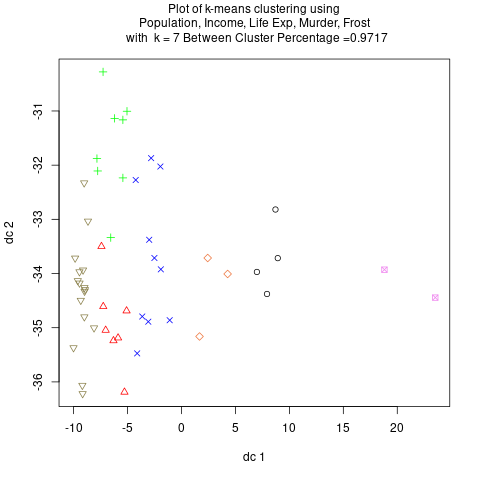 Plot of k-means clustering using
Population, Income, Life Exp, Murder, Frost
with  k = 7 Between Cluster Percentage =0.9717
dc 2
-31
-32
-33
-34
-35
-36
-10 -5 0 5 10 15 20
dc 1